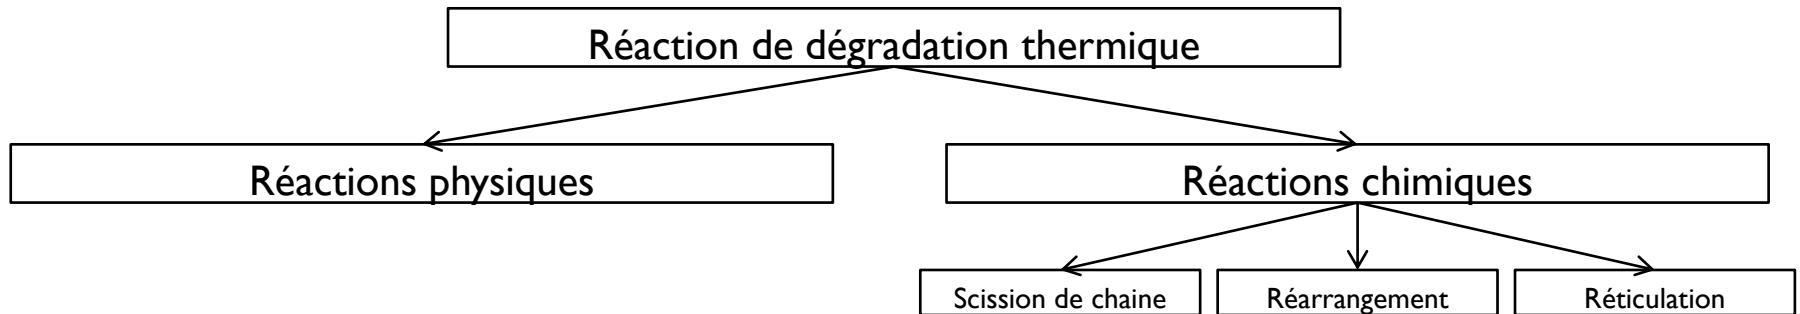 Réaction de dégradation thermique
Réactions physiques
Réactions chimiques
Scission de chaine
Réarrangement
Réticulation